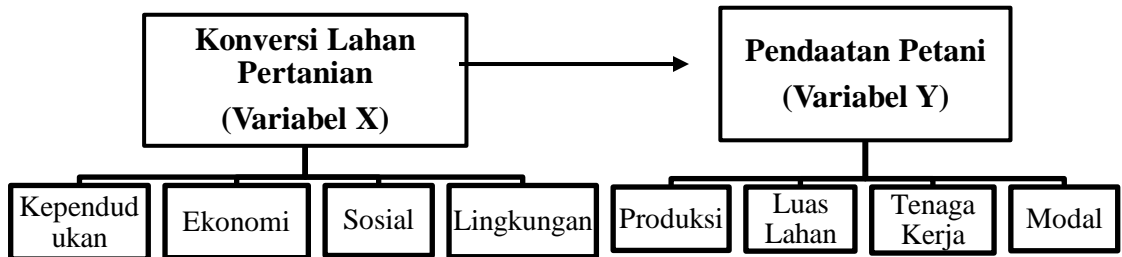 Konversi Lahan
Pertanian
(Variabel X)
Pendaatan Petani
(Variabel Y)
Kependud
ukan
Ekonomi
Sosial
Lingkungan
Produksi
Luas
Lahan
Tenaga
Kerja
Modal